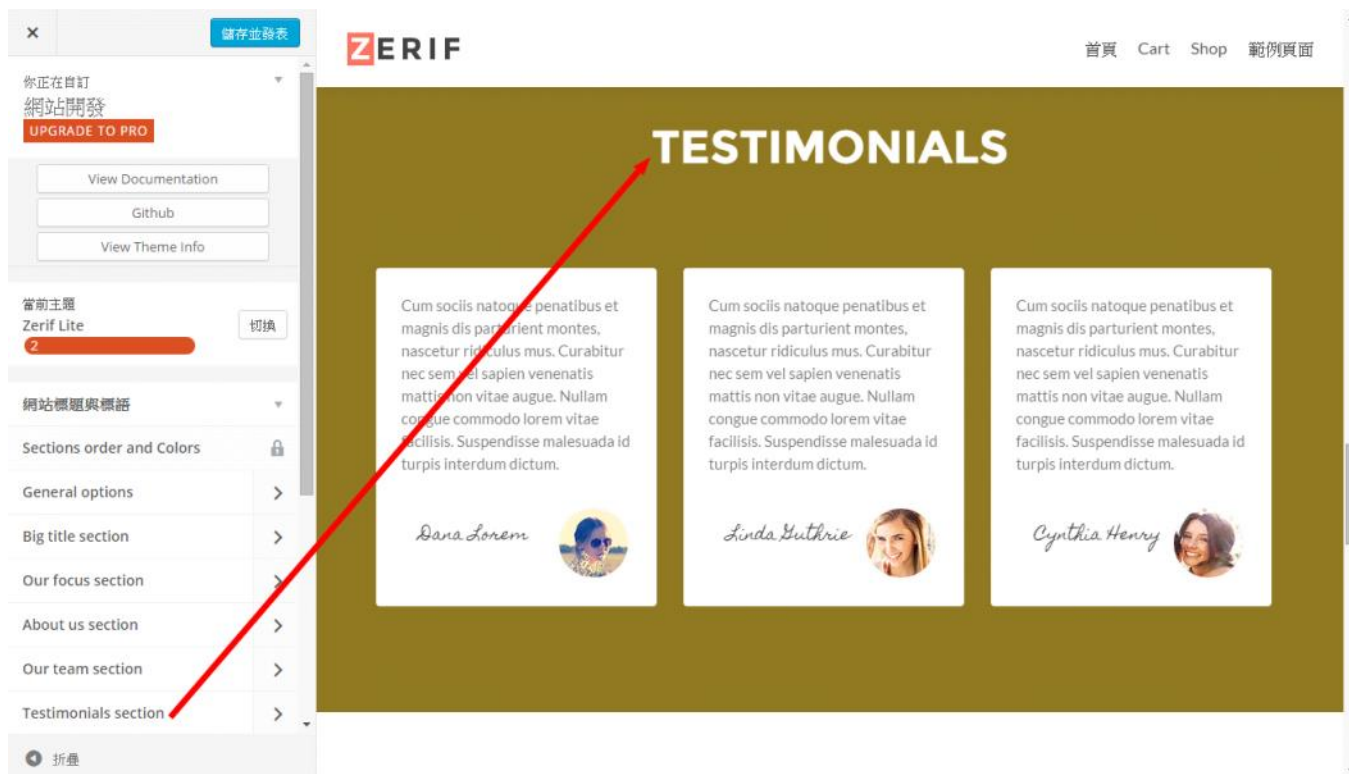 ×
儲存並發表
你正在自訂
網站開發
UPGRADE TO PRO
View Documentation
Github
View Theme Info
當前主題
Zerif Lite
切換
2
網站標題與標語
Sections order and Colors
General options
Big title section
Our focus section
About us section
Our team section
Testimonials section
折疊
ZERIF
首頁 Cart Shop 範例頁面
TESTIMONIALS
Cum sociis natoque penatibus et
magnis dis parturient montes,
nascetur ridiculus mus. Curabitur
nec sem vel sapien venenatis
mattis non vitae augue. Nullam
congue commodo lorem vitae
facilisis. Suspendisse malesuada id
turpis interdum dictum.
Dana Lorem
Cum sociis natoque penatibus et
magnis dis parturient montes,
nascetur ridiculus mus. Curabitur
nec sem vel sapien venenatis
mattis non vitae augue. Nullam
congue commodo lorem vitae
facilisis. Suspendisse malesuada id
turpis interdum dictum.
Linda Guthrie
Cum sociis natoque penatibus et
magnis dis parturient montes,
nascetur ridiculus mus. Curabitur
nec sem vel sapien venenatis
mattis non vitae augue. Nullam
congue commodo lorem vitae
facilisis. Suspendisse malesuada id
turpis interdum dictum.
Cynthia Henry